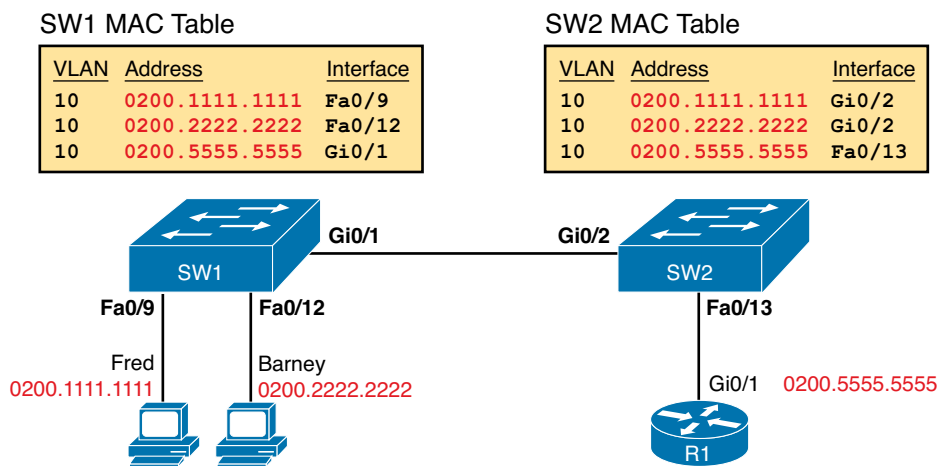 SW1 MAC Table
VLAN Address Interface
10 0200.1111.1111 Fa0/9
10 0200.2222.2222 Fa0/12
10 0200.5555.5555 Gi0/1
SW2 MAC Table
VLAN Address Interface
10 0200.1111.1111 Gi0/2
10 0200.2222.2222 Gi0/2
10 0200.5555.5555 Fa0/13
Gi0/1
Gi0/2
SW1
SW2
Fa0/9
Fa0/12
Fa0/13
Fred
0200.1111.1111
Barney
0200.2222.2222
Gi0/1 0200.5555.5555
R1